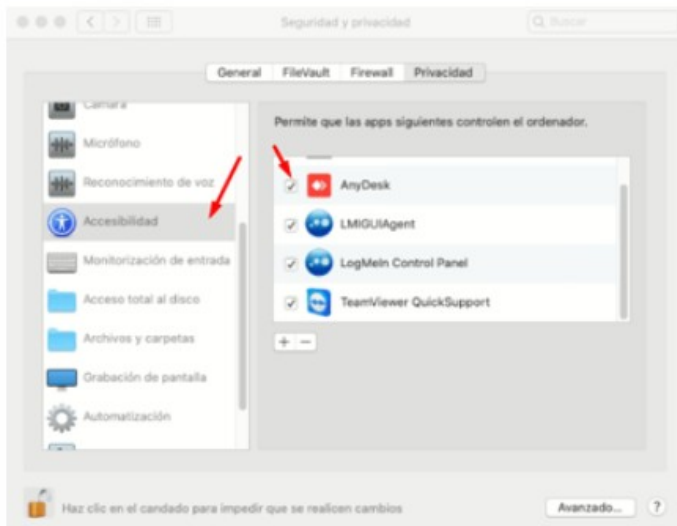 Seguridad y privacidad
Buscar
General
FileVault
Firewall
Privacidad
Cámara
Micrófono
Reconocimiento de voz
Accesibilidad
Monitorización de entrada
Acceso total al disco
Archivos y carpetas
Grabación de pantalla
Automatización
Permite que las apps siguientes controlen el ordenador.
AnyDesk
LMIGUIAgent
LogMeIn Control Panel
TeamViewer QuickSupport
+ −
Haz clic en el candado para impedir que se realicen cambios
Avanzado...
?